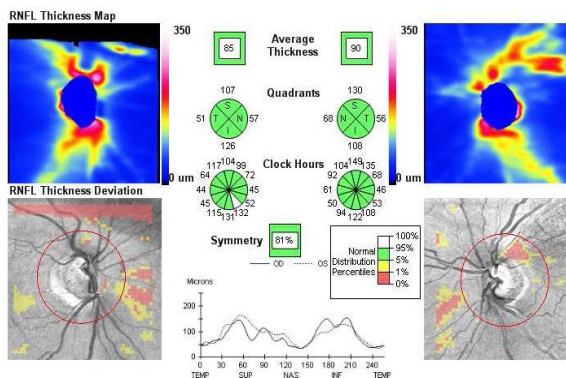 RNFL Thickness Map
350
0 um
Average
Thickness
85
90
350
0 um
Quadrants
107
51 T S N I 57
126
130
68 N S T I 56
108
Clock Hours
104
117 99
64 72
44 46
45 52
115 132
131
149
104 135
92 68
61 46
50 53
94 108
122
RNFL Thickness Deviation
Symmetry 81%
OD OS
Normal
Distribution
Percentiles
100%
95%
5%
1%
0%
Microns
200
100
0
0 30 60 90 120 150 180 210 240
TEMP SUP NAS INF TEMP